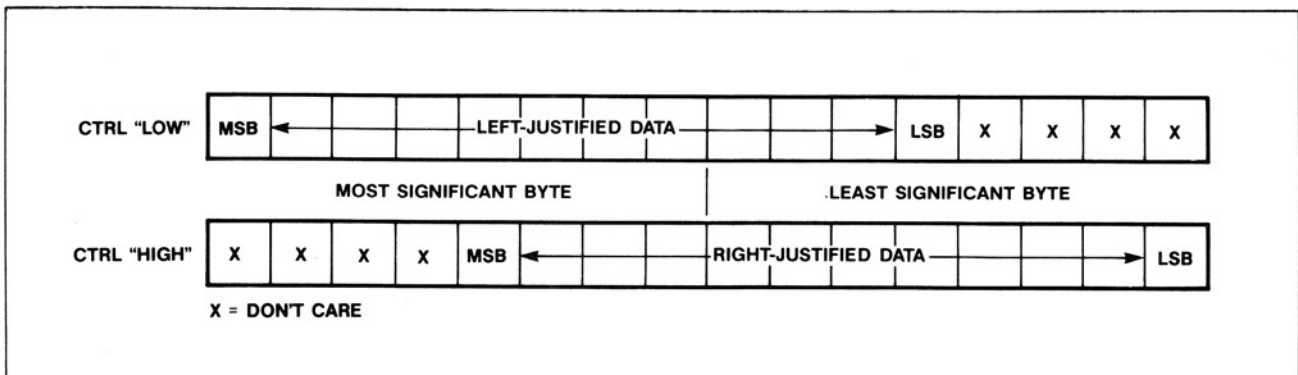 CTRL "LOW" MSB LEFT-JUSTIFIED DATA LSB X X X X
MOST SIGNIFICANT BYTE LEAST SIGNIFICANT BYTE
CTRL "HIGH" X X X X MSB RIGHT-JUSTIFIED DATA LSB
X = DON'T CARE